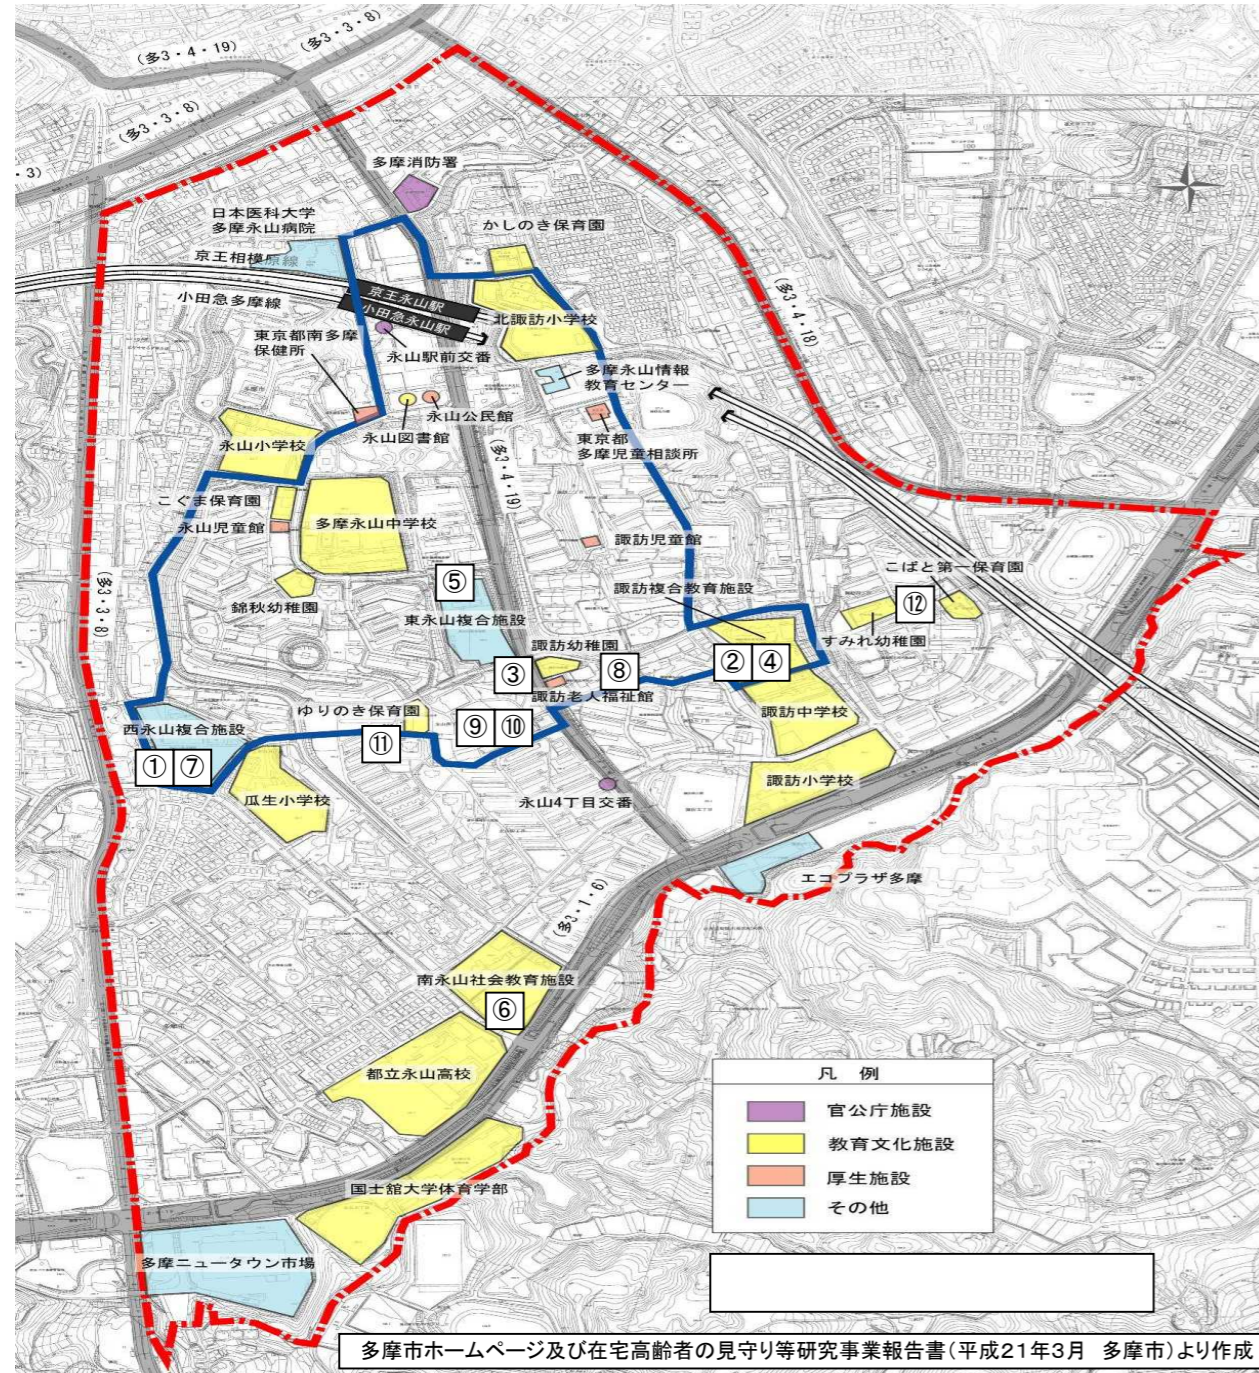 (多3・3・8)
(多3・4・19)
(多3・3・8)
・3)
多摩消防署
日本医科大学
多摩永山病院
かしのき保育園
京王相模原線
京王永山駅
小田急多摩線
小田急永山駅
北諏訪小学校
(多3・4・18)
東京都南多摩
保健所
永山駅前交番
多摩永山情報
教育センター
永山公民館
永山図書館
永山小学校
東京都
多摩児童相談所
(多3・4・19)
こぐま保育園
永山児童館
多摩永山中学校
諏訪児童館
こばと第一保育園
(多3・3・8)
錦秋幼稚園
⑤
諏訪複合教育施設
⑫
東永山複合施設
すみれ幼稚園
諏訪幼稚園
③
⑧
② ④
諏訪老人福祉館
ゆりのき保育園
諏訪中学校
西永山複合施設
⑨ ⑩
⑪
① ⑦
諏訪小学校
瓜生小学校
永山4丁目交番
エコプラザ多摩
(多3・1・6)
南永山社会教育施設
⑥
都立永山高校
国士舘大学体育学部
多摩ニュータウン市場
凡 例
官公庁施設
教育文化施設
厚生施設
その他
多摩市ホームページ及び在宅高齢者の見守り等研究事業報告書(平成21年3月 多摩市)より作成